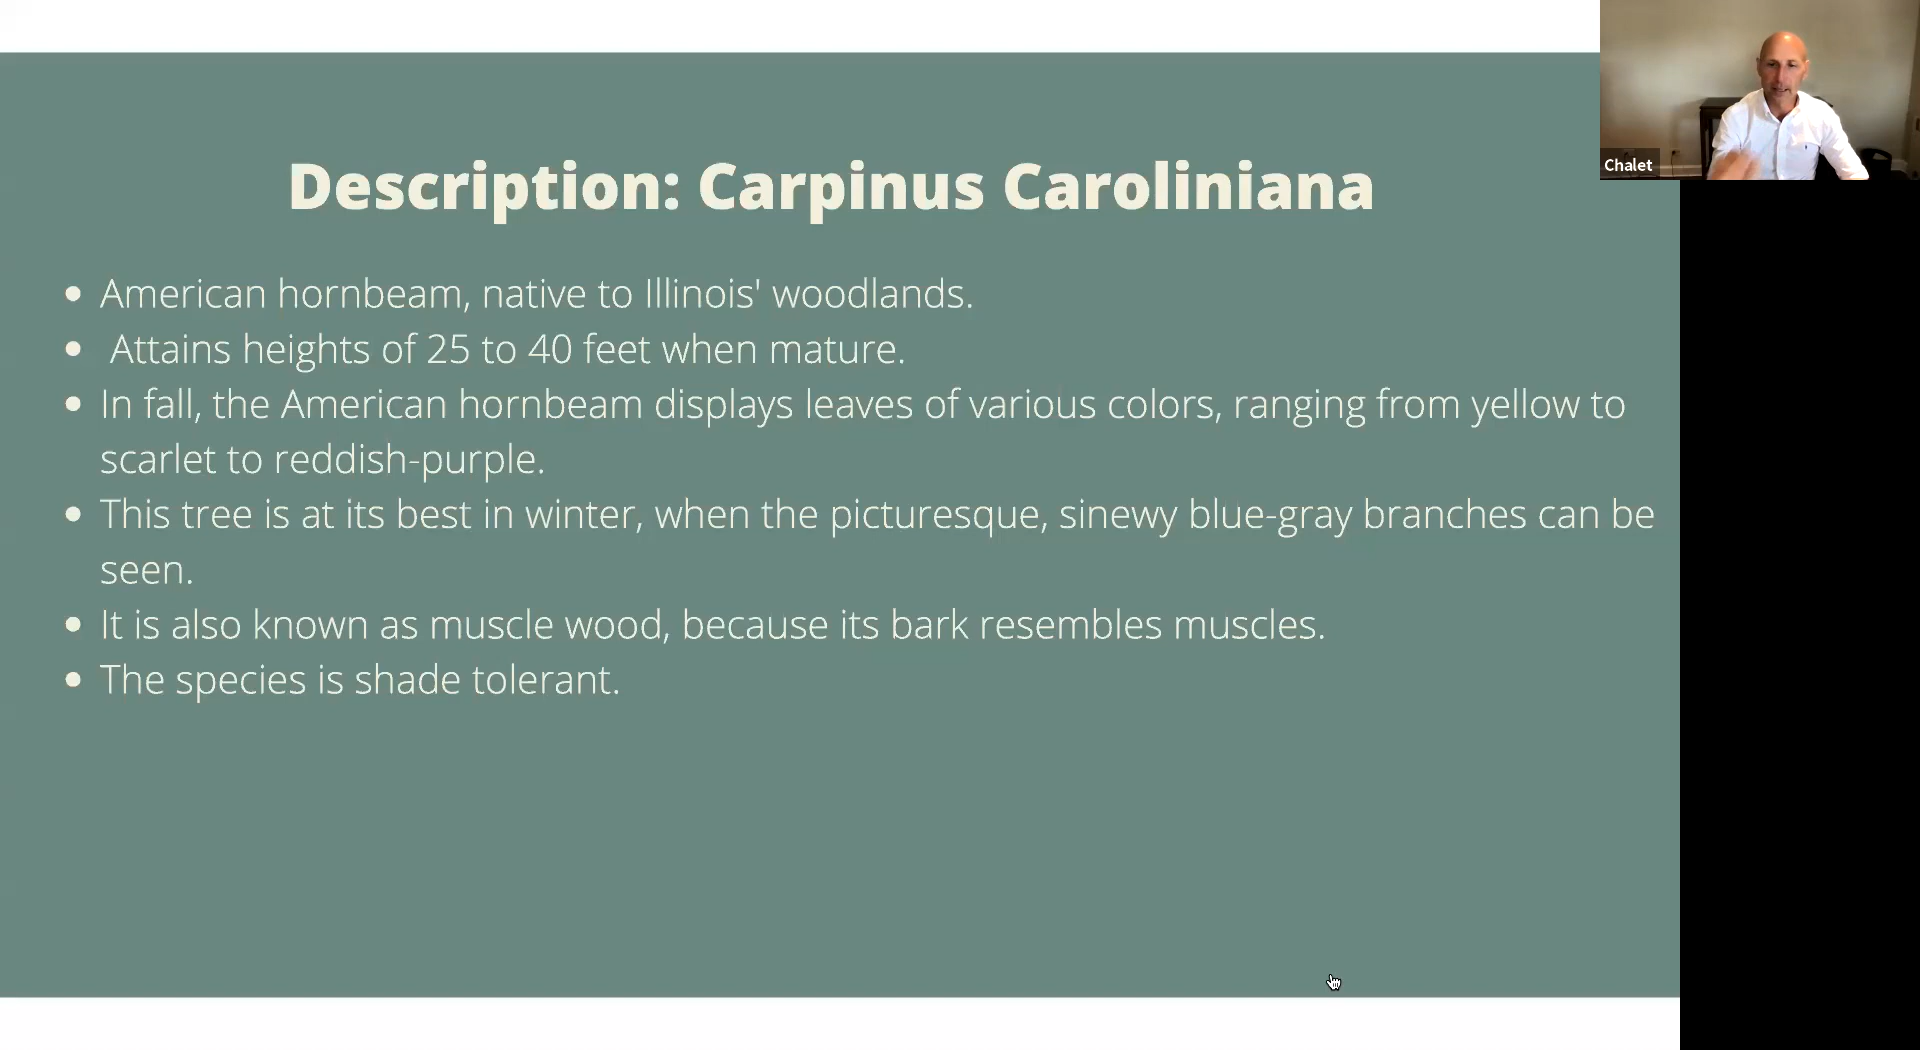 Chalet
Description: Carpinus Caroliniana
• American hornbeam, native to Illinois' woodlands.
• Attains heights of 25 to 40 feet when mature.
• In fall, the American hornbeam displays leaves of various colors, ranging from yellow to
scarlet to reddish-purple.
• This tree is at its best in winter, when the picturesque, sinewy blue-gray branches can be
seen.
• It is also known as muscle wood, because its bark resembles muscles.
• The species is shade tolerant.